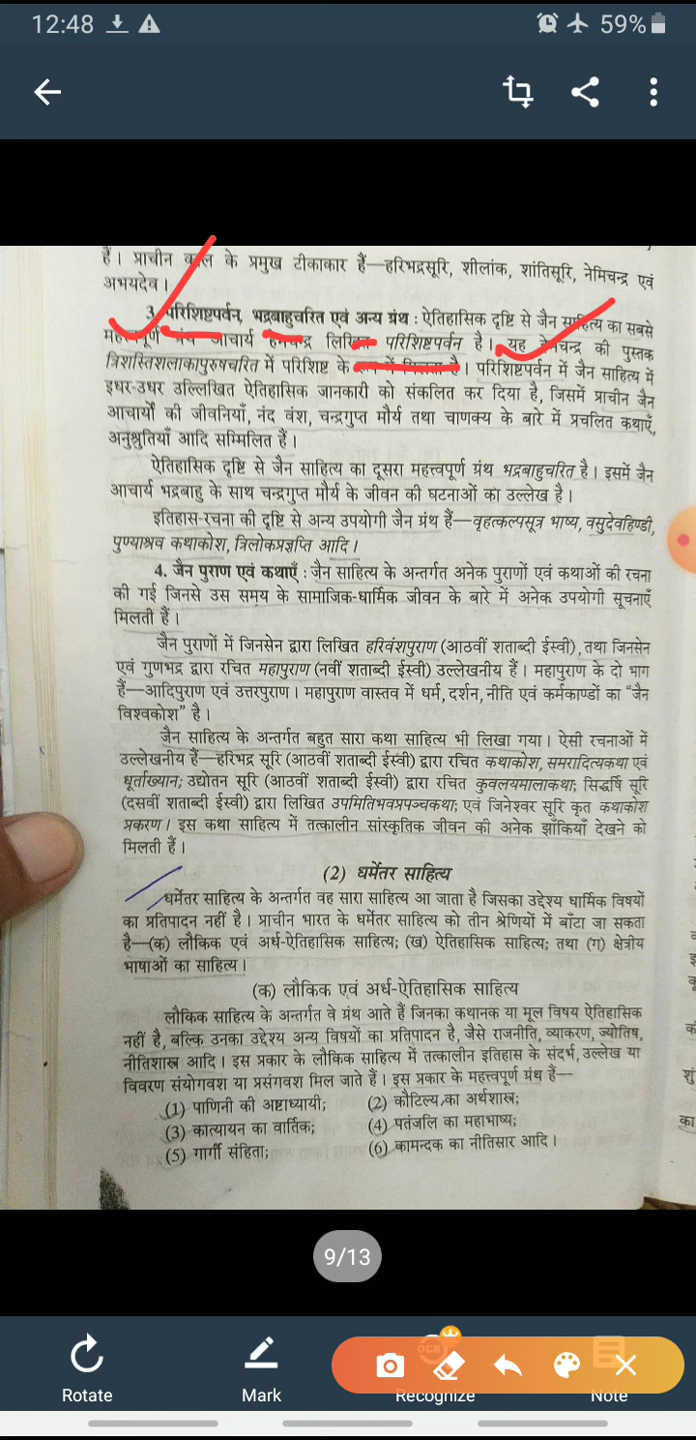 12:48
59%
हैं। प्राचीन काल के प्रमुख टीकाकार हैं—हरिभद्रसूरि, शीलांक, शांतिसूरि, नेमिचन्द्र एवं
अभयदेव।
3. परिशिष्टपर्वन, भद्रबाहुचरित एवं अन्य ग्रंथ : ऐतिहासिक दृष्टि से जैन साहित्य का सबसे
महत्त्वपूर्ण ग्रंथ आचार्य हेमचन्द्र लिखित परिशिष्टपर्वन है। यह हेमचन्द्र की पुस्तक
त्रिशस्तिशलाकापुरुषचरित में परिशिष्ट के रूप में मिलता है। परिशिष्टपर्वन में जैन साहित्य में
इधर-उधर उल्लिखित ऐतिहासिक जानकारी को संकलित कर दिया है, जिसमें प्राचीन जैन
आचार्यों की जीवनियाँ, नंद वंश, चन्द्रगुप्त मौर्य तथा चाणक्य के बारे में प्रचलित कथाएँ,
अनुश्रुतियाँ आदि सम्मिलित हैं।
ऐतिहासिक दृष्टि से जैन साहित्य का दूसरा महत्त्वपूर्ण ग्रंथ भद्रबाहुचरित है। इसमें जैन
आचार्य भद्रबाहु के साथ चन्द्रगुप्त मौर्य के जीवन की घटनाओं का उल्लेख है।
इतिहास-रचना की दृष्टि से अन्य उपयोगी जैन ग्रंथ हैं—वृहत्कल्पसूत्र भाष्य, वसुदेवहिण्डी,
पुण्याश्रव कथाकोश, त्रिलोकप्रज्ञप्ति आदि।
4. जैन पुराण एवं कथाएँ : जैन साहित्य के अन्तर्गत अनेक पुराणों एवं कथाओं की रचना
की गई जिनसे उस समय के सामाजिक-धार्मिक जीवन के बारे में अनेक उपयोगी सूचनाएँ
मिलती हैं।
जैन पुराणों में जिनसेन द्वारा लिखित हरिवंशपुराण (आठवीं शताब्दी ईस्वी), तथा जिनसेन
एवं गुणभद्र द्वारा रचित महापुराण (नवीं शताब्दी ईस्वी) उल्लेखनीय हैं। महापुराण के दो भाग
हैं—आदिपुराण एवं उत्तरपुराण। महापुराण वास्तव में धर्म, दर्शन, नीति एवं कर्मकाण्डों का “जैन
विश्वकोश” है।
जैन साहित्य के अन्तर्गत बहुत सारा कथा साहित्य भी लिखा गया। ऐसी रचनाओं में
उल्लेखनीय हैं—हरिभद्र सूरि (आठवीं शताब्दी ईस्वी) द्वारा रचित कथाकोश, समरादित्यकथा एवं
धूर्ताख्यान; उद्योतन सूरि (आठवीं शताब्दी ईस्वी) द्वारा रचित कुवलयमालाकथा; सिद्धर्षि सूरि
(दसवीं शताब्दी ईस्वी) द्वारा लिखित उपमितिभवप्रपञ्चकथा; एवं जिनेश्वर सूरि कृत कथाकोश
प्रकरण। इस कथा साहित्य में तत्कालीन सांस्कृतिक जीवन की अनेक झाँकियाँ देखने को
मिलती हैं।
(2) धर्मेतर साहित्य
धर्मेतर साहित्य के अन्तर्गत वह सारा साहित्य आ जाता है जिसका उद्देश्य धार्मिक विषयों
का प्रतिपादन नहीं है। प्राचीन भारत के धर्मेतर साहित्य को तीन श्रेणियों में बाँटा जा सकता
है—(क) लौकिक एवं अर्ध-ऐतिहासिक साहित्य; (ख) ऐतिहासिक साहित्य; तथा (ग) क्षेत्रीय
भाषाओं का साहित्य।
(क) लौकिक एवं अर्ध-ऐतिहासिक साहित्य
लौकिक साहित्य के अन्तर्गत वे ग्रंथ आते हैं जिनका कथानक या मूल विषय ऐतिहासिक
नहीं है, बल्कि उनका उद्देश्य अन्य विषयों का प्रतिपादन है, जैसे राजनीति, व्याकरण, ज्योतिष,
नीतिशास्त्र आदि। इस प्रकार के लौकिक साहित्य में तत्कालीन इतिहास के संदर्भ, उल्लेख या
विवरण संयोगवश या प्रसंगवश मिल जाते हैं। इस प्रकार के महत्त्वपूर्ण ग्रंथ हैं—
(1) पाणिनी की अष्टाध्यायी; (2) कौटिल्य का अर्थशास्त्र;
(3) कात्यायन का वार्तिक; (4) पतंजलि का महाभाष्य;
(5) गार्गी संहिता; (6) कामन्दक का नीतिसार आदि।
9/13
Rotate
Mark
Recognize
Note